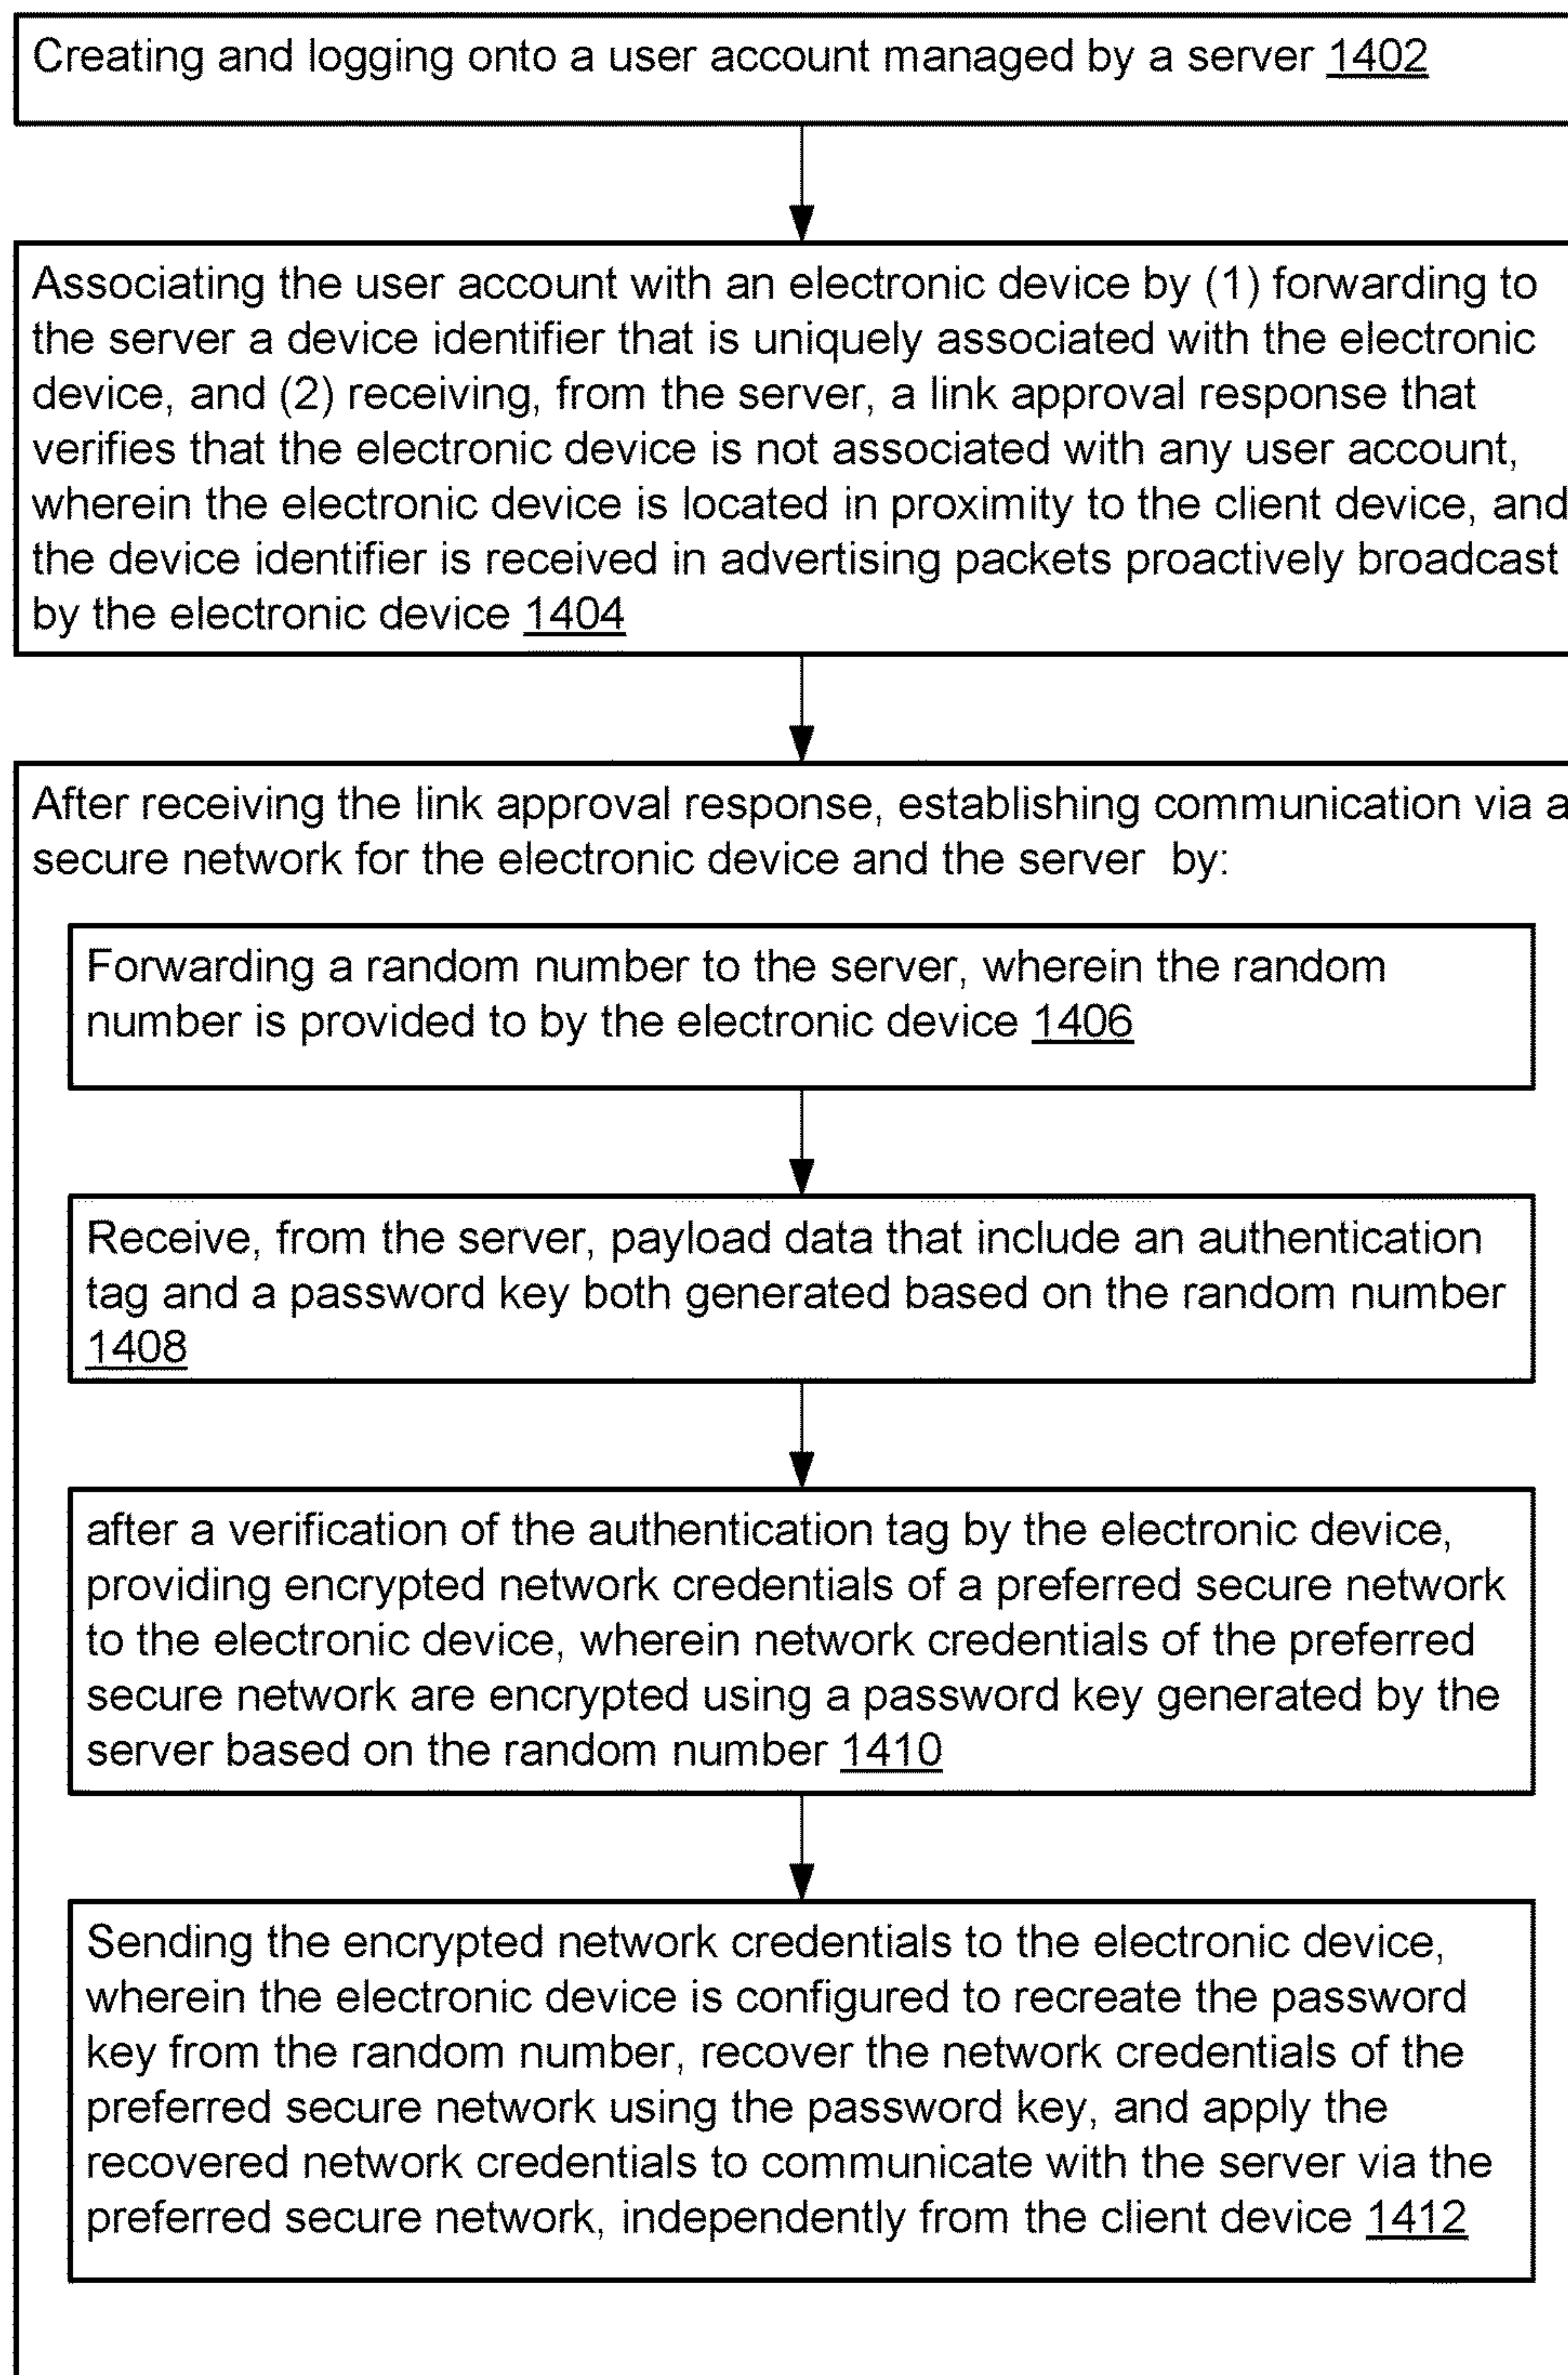 Creating and logging onto a user account managed by a server 1402
Associating the user account with an electronic device by (1) forwarding to
the server a device identifier that is uniquely associated with the electronic
device, and (2) receiving, from the server, a link approval response that
verifies that the electronic device is not associated with any user account,
wherein the electronic device is located in proximity to the client device, and
the device identifier is received in advertising packets proactively broadcast
by the electronic device 1404
After receiving the link approval response, establishing communication via a
secure network for the electronic device and the server by:
Forwarding a random number to the server, wherein the random
number is provided to by the electronic device 1406
Receive, from the server, payload data that include an authentication
tag and a password key both generated based on the random number
1408
after a verification of the authentication tag by the electronic device,
providing encrypted network credentials of a preferred secure network
to the electronic device, wherein network credentials of the preferred
secure network are encrypted using a password key generated by the
server based on the random number 1410
Sending the encrypted network credentials to the electronic device,
wherein the electronic device is configured to recreate the password
key from the random number, recover the network credentials of the
preferred secure network using the password key, and apply the
recovered network credentials to communicate with the server via the
preferred secure network, independently from the client device 1412